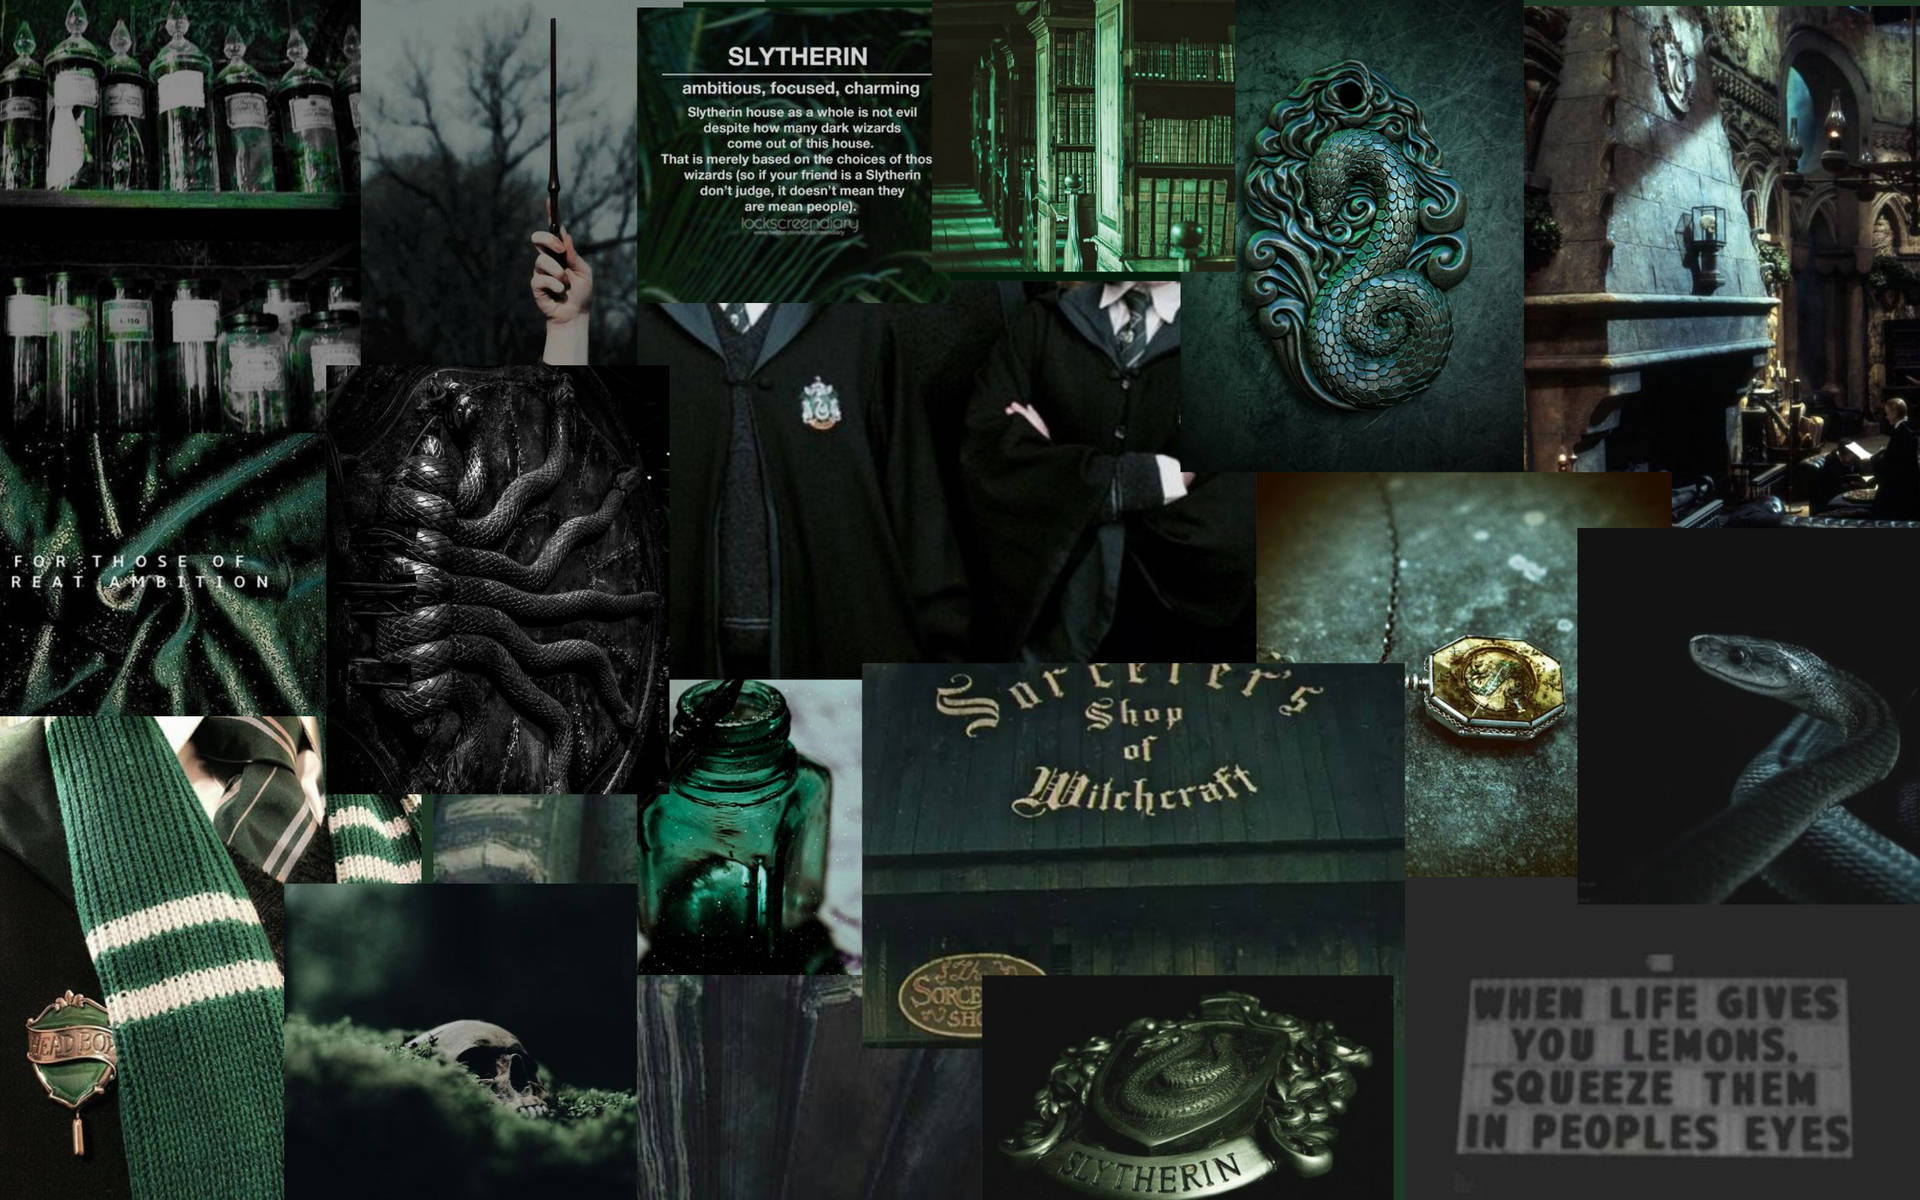 SLYTHERIN
ambitious, focused, charming
Slytherin house as a whole is not evil
despite how many dark wizards
come out of this house.
That is merely based on the choices of thos
wizards (so if your friend is a Slytherin
don't judge, it doesn't mean they
are mean people).
lockscreendiary
FOR THOSE OF
REAT AMBITION
Sorcerer's
Shop
of
Witchcraft
The
SORCE
SHO
HEAD BOY
SLYTHERIN
WHEN LIFE GIVES
YOU LEMONS.
SQUEEZE THEM
IN PEOPLES EYES